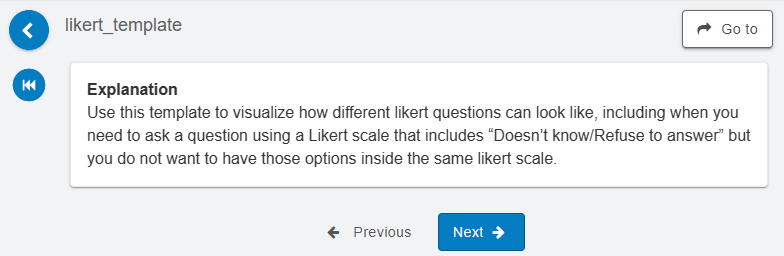 likert_template
Go to
Explanation
Use this template to visualize how different likert questions can look like, including when you
need to ask a question using a Likert scale that includes “Doesn’t know/Refuse to answer” but
you do not want to have those options inside the same likert scale.
Previous
Next